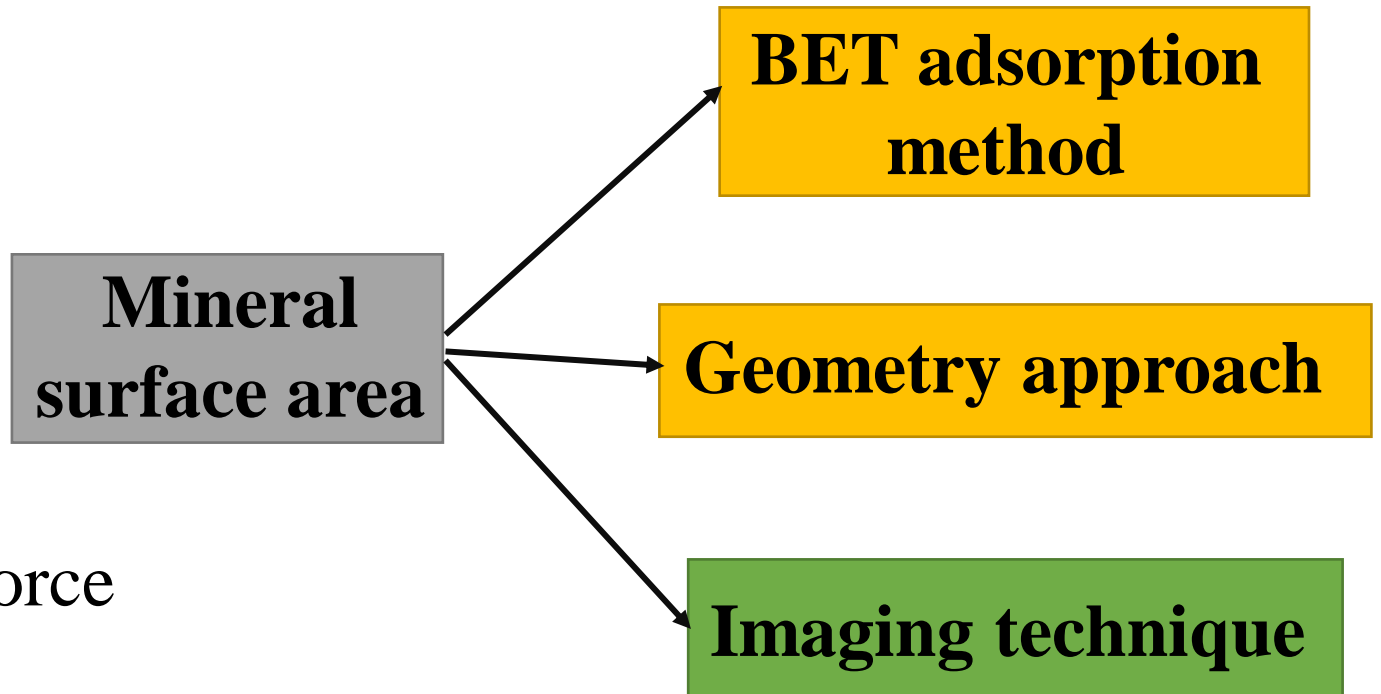 BET adsorption
method
Mineral
surface area
Geometry approach
orce
Imaging technique